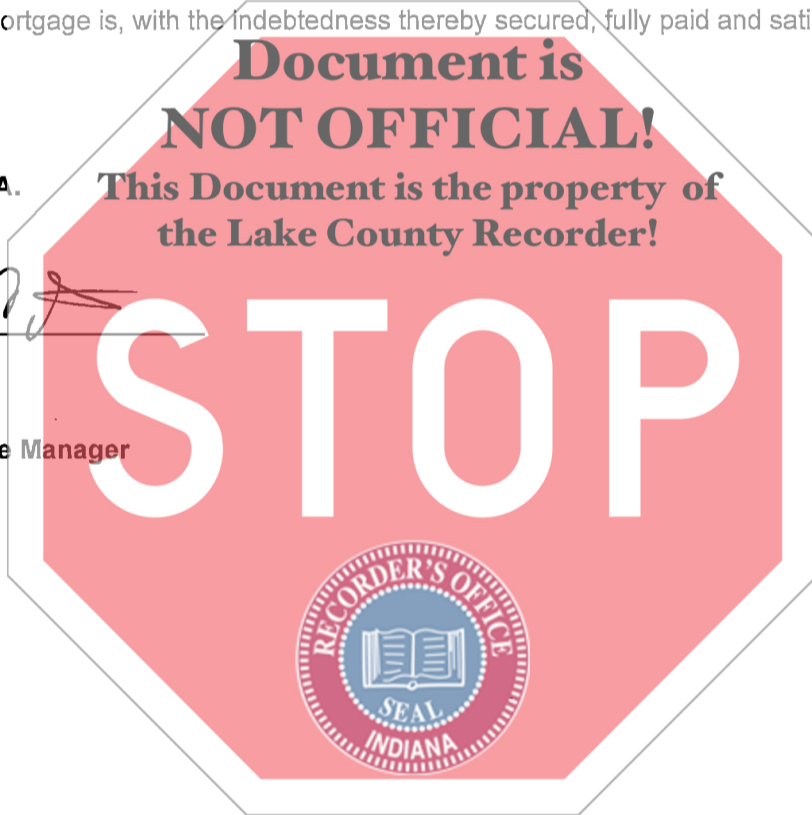 ortgage is, with the indebtedness thereby secured, fully paid and sati
Document is
NOT OFFICIAL!
A.
This Document is the property of
the Lake County Recorder!
STOP
e Manager
RECORDER'S OFFICE
SEAL
INDIANA